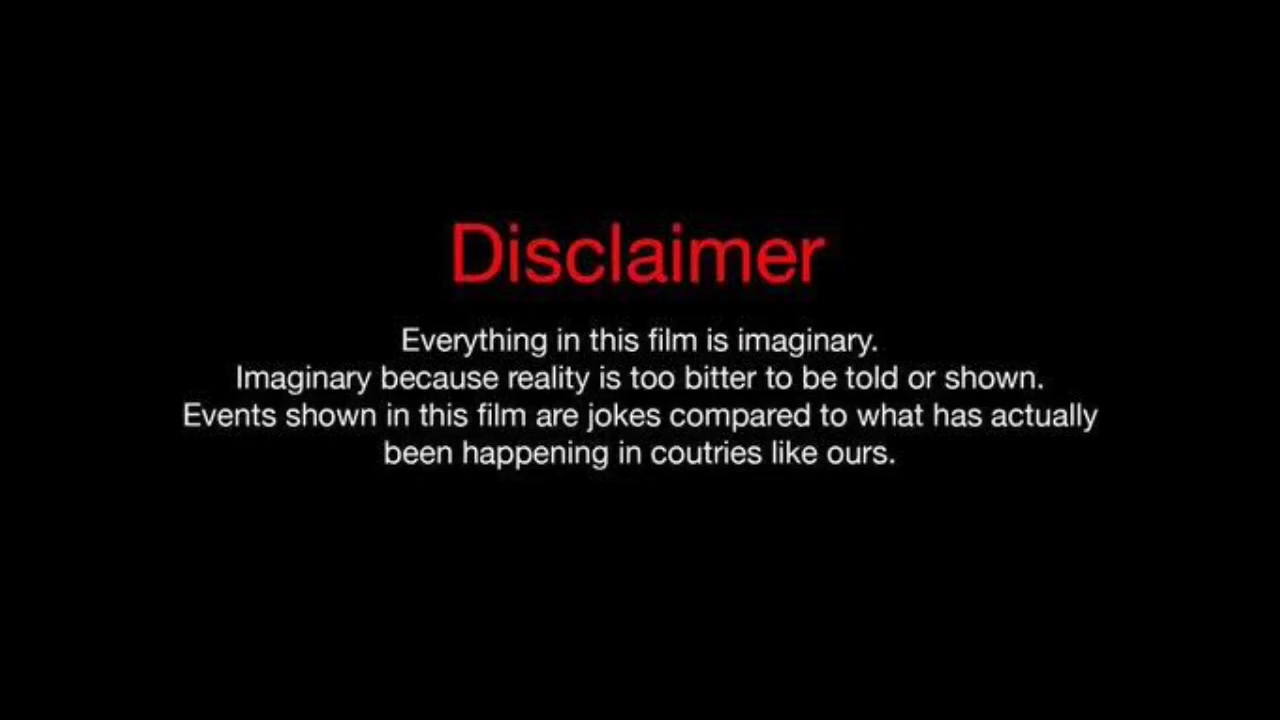 Disclaimer
Everything in this film is imaginary.
Imaginary because reality is too bitter to be told or shown.
Events shown in this film are jokes compared to what has actually
been happening in coutries like ours.